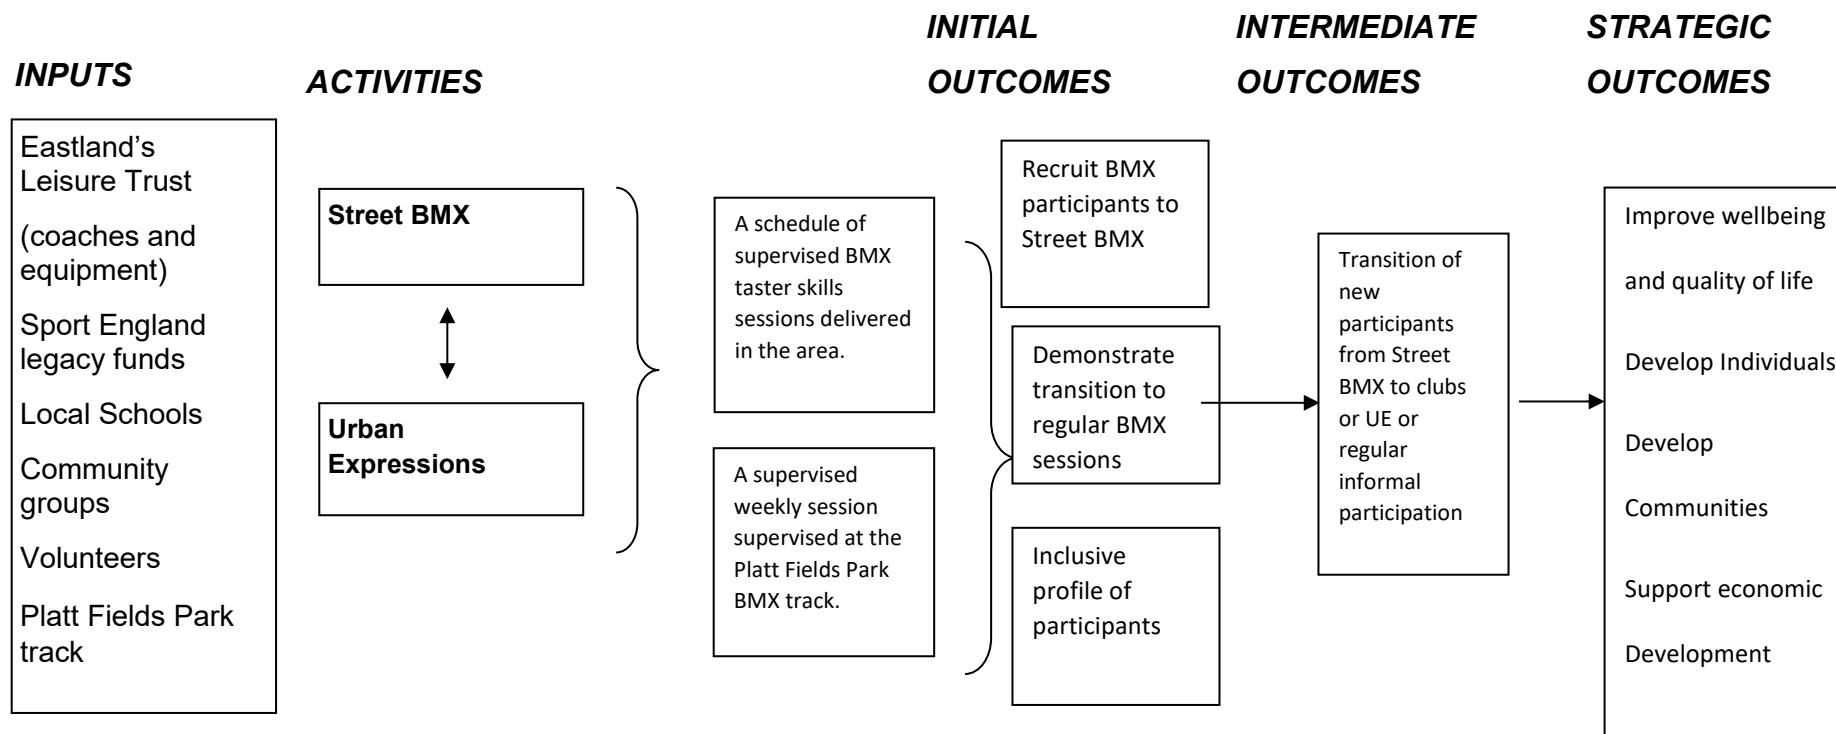 INPUTS
ACTIVITIES
INITIAL
OUTCOMES
INTERMEDIATE
OUTCOMES
STRATEGIC
OUTCOMES
Eastland’s
Leisure Trust
(coaches and
equipment)
Sport England
legacy funds
Local Schools
Community
groups
Volunteers
Platt Fields Park
track
Street BMX
Urban
Expressions
A schedule of
supervised BMX
taster skills
sessions delivered
in the area.
A supervised
weekly session
supervised at the
Platt Fields Park
BMX track.
Recruit BMX
participants to
Street BMX
Demonstrate
transition to
regular BMX
sessions
Inclusive
profile of
participants
Transition of
new
participants
from Street
BMX to clubs
or UE or
regular
informal
participation
Improve wellbeing
and quality of life
Develop Individuals
Develop
Communities
Support economic
Development